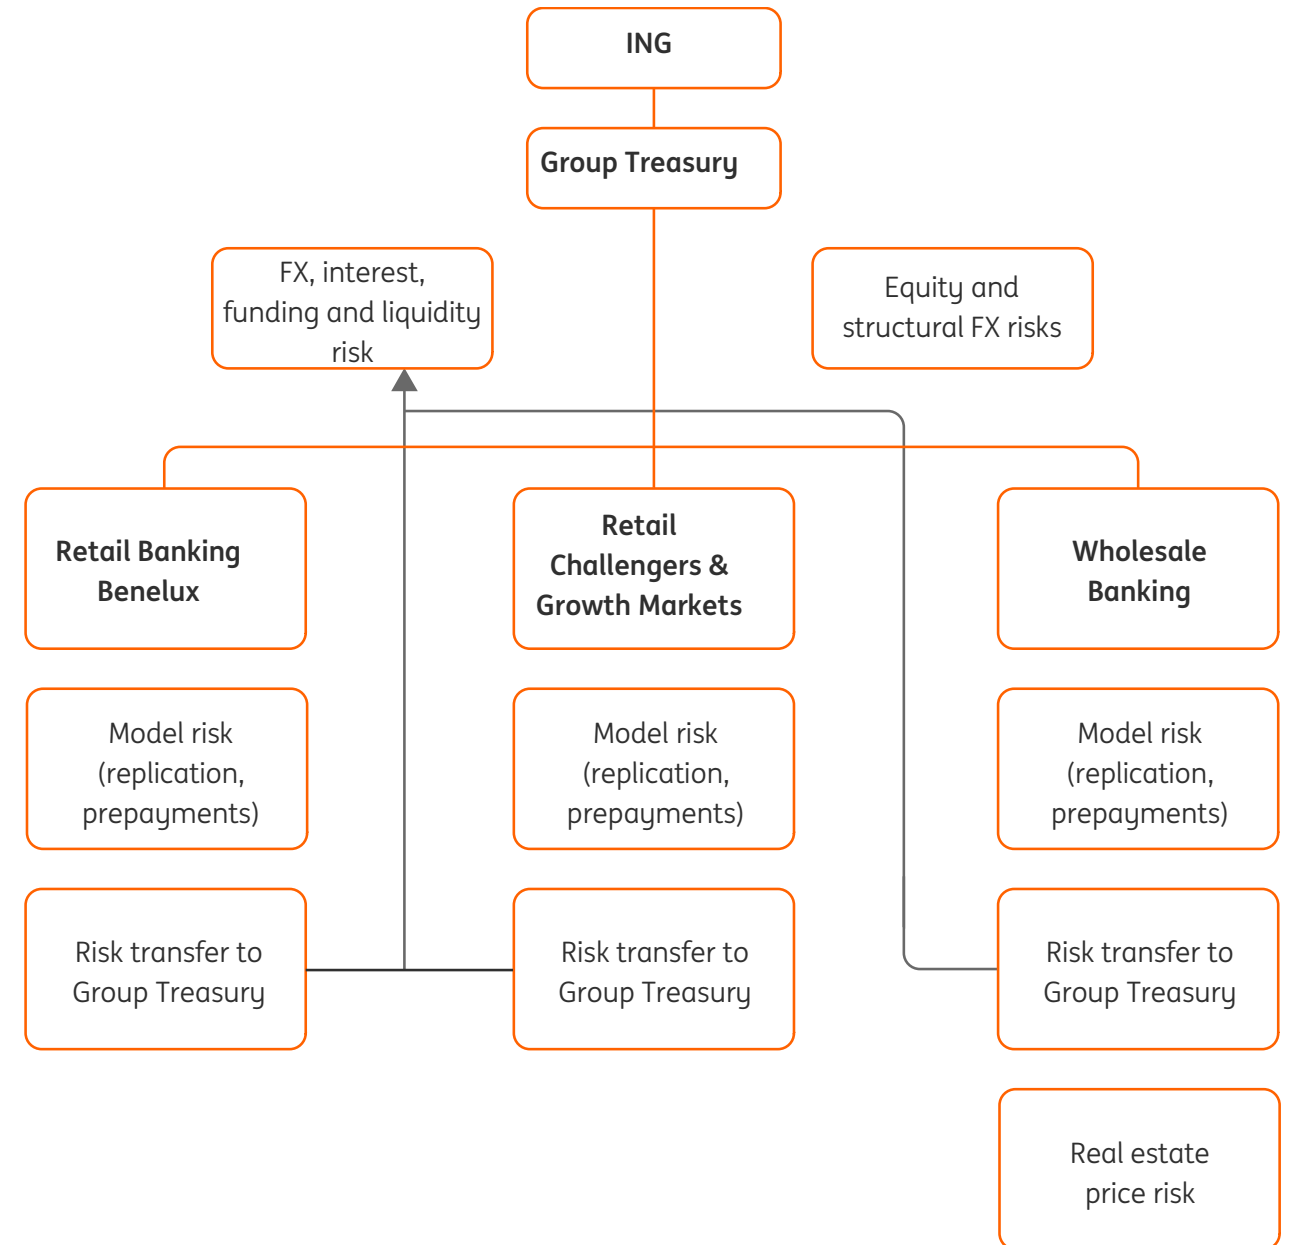 ING
Group Treasury
FX, interest,
funding and liquidity
risk
Equity and
structural FX risks
Retail Banking
Benelux
Retail
Challengers &
Growth Markets
Wholesale
Banking
Model risk
(replication,
prepayments)
Model risk
(replication,
prepayments)
Model risk
(replication,
prepayments)
Risk transfer to
Group Treasury
Risk transfer to
Group Treasury
Risk transfer to
Group Treasury
Real estate
price risk